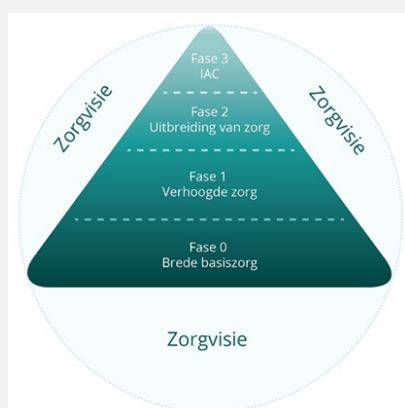 Fase 3
IAC
Zorgvisie
Zorgvisie
Fase 2
Uitbreiding van zorg
Fase 1
Verhoogde zorg
Fase 0
Brede basiszorg
Zorgvisie